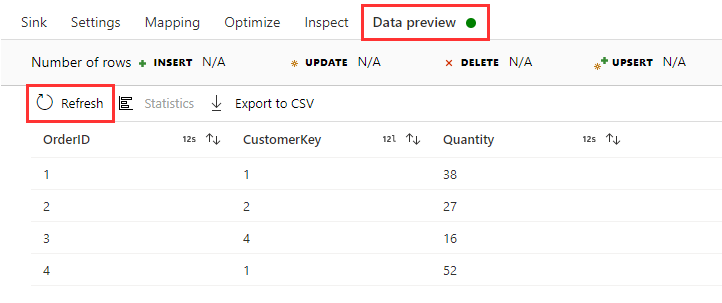 Sink Settings Mapping Optimize Inspect Data preview
Number of rows + INSERT N/A * UPDATE N/A × DELETE N/A *+ UPSERT N/A
Refresh Statistics Export to CSV
OrderID 12s CustomerKey 12l Quantity 12s
1 1 38
2 2 27
3 4 16
4 1 52